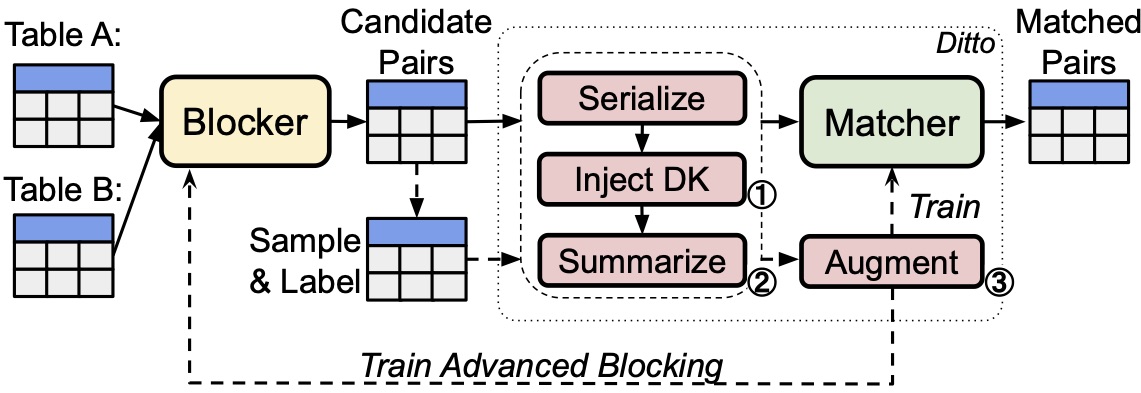 Table A:
Table B:
Blocker
Candidate
Pairs
Sample
& Label
Ditto
Serialize
Inject DK
①
Summarize
②
Matcher
Train
Augment
③
Matched
Pairs
Train Advanced Blocking